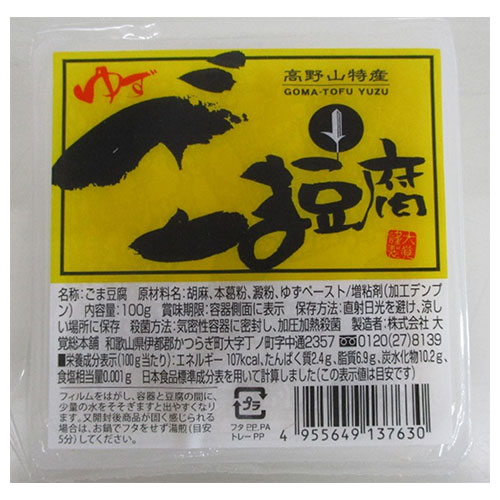 ゆず
高野山特産
GOMA-TOFU YUZU
ごま豆腐
名称:ごま豆腐 原材料名:胡麻、本葛粉、澱粉、ゆずペースト/増粘剤(加工デンプ
ン) 内容量:100g 賞味期限:容器側面に表示 保存方法:直射日光を避け、涼し
い場所に保存 殺菌方法:気密性容器に密封し、加圧加熱殺菌 製造者:株式会社 大
覚総本舗 和歌山県伊都郡かつらぎ町大字丁ノ町字中通2357 ☎0120(27)8139
■栄養成分表示(100g当たり):エネルギー 107kcal、たんぱく質2.4g、脂質6.9g、炭水化物10.2g、
食塩相当量0.001g 日本食品標準成分表を用いて計算しました(この表示値は目安です)
フィルムをはがし、容器と豆腐の間に、
少量の水をそそぎますと出やすくなりま
す。又開封後商品が固く感じられる
場合は、お鍋でフタをせず湯煎(目安
5分)してください。
プラ
フタ PP,PA
トレー PP
4 955649 137630